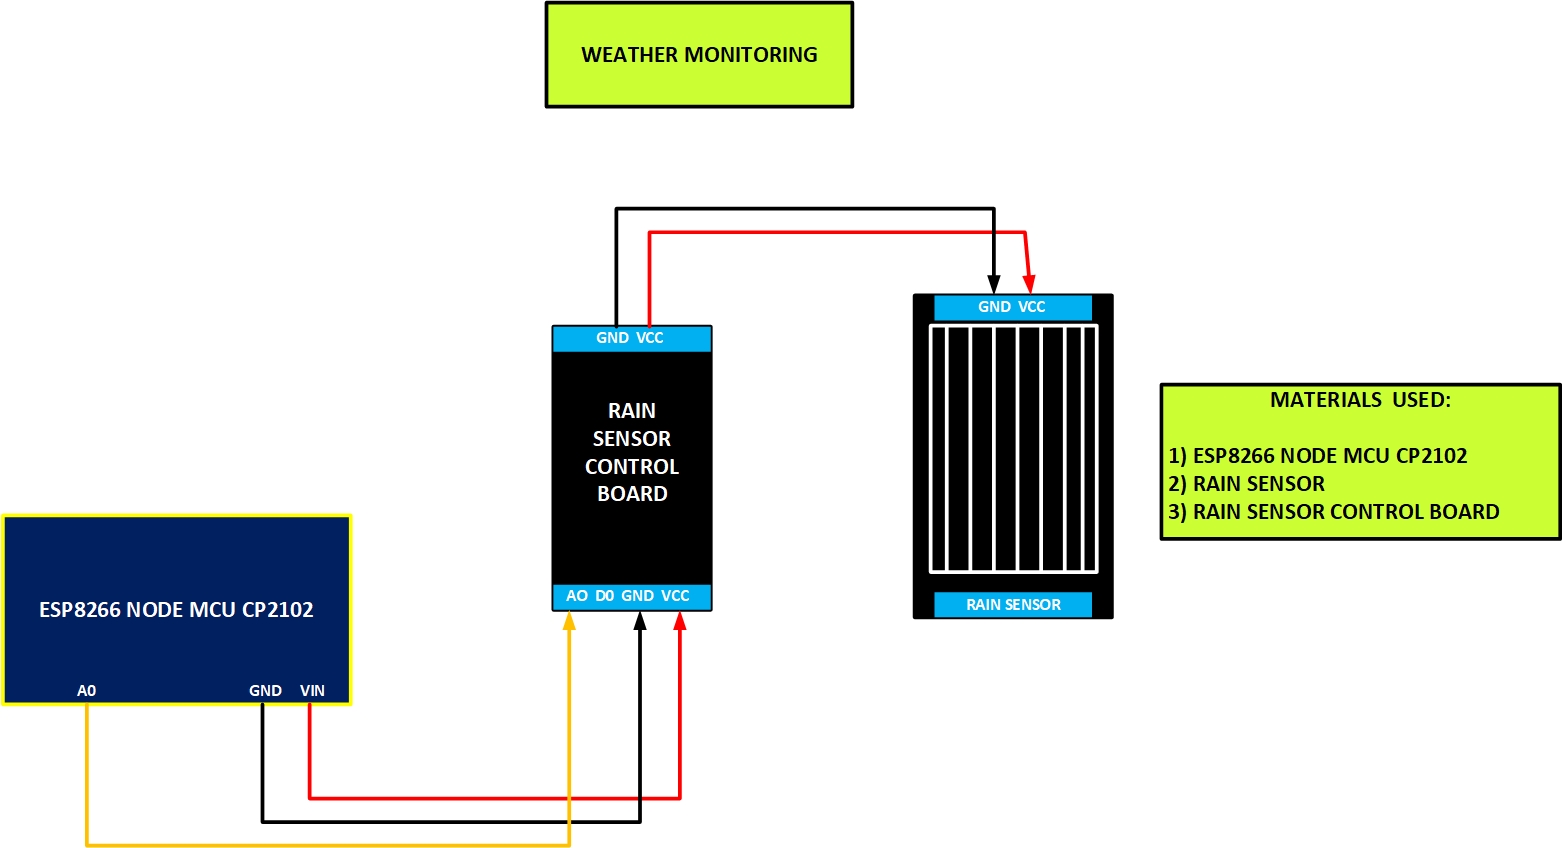 WEATHER MONITORING
GND VCC
GND VCC
RAIN
SENSOR
CONTROL
BOARD
MATERIALS USED:
1) ESP8266 NODE MCU CP2102
2) RAIN SENSOR
3) RAIN SENSOR CONTROL BOARD
AO D0 GND VCC
RAIN SENSOR
ESP8266 NODE MCU CP2102
A0 GND VIN